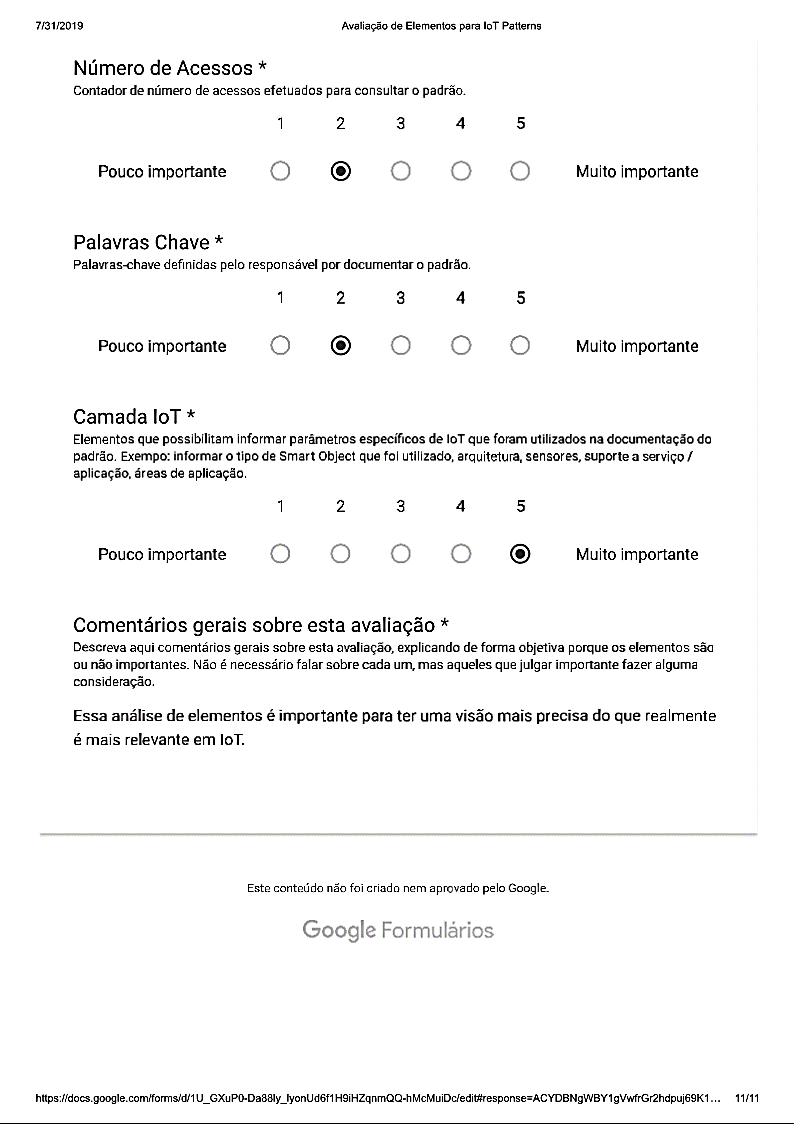 7/31/2019 Avaliação de Elementos para IoT Patterns
Número de Acessos *
Contador de número de acessos efetuados para consultar o padrão.
1 2 3 4 5
Pouco importante Muito importante
Palavras Chave *
Palavras-chave definidas pelo responsável por documentar o padrão.
1 2 3 4 5
Pouco importante Muito importante
Camada IoT *
Elementos que possibilitam informar parâmetros específicos de IoT que foram utilizados na documentação do
padrão. Exempo: informar o tipo de Smart Object que foi utilizado, arquitetura, sensores, suporte a serviço /
aplicação, áreas de aplicação.
1 2 3 4 5
Pouco importante Muito importante
Comentários gerais sobre esta avaliação *
Descreva aqui comentários gerais sobre esta avaliação, explicando de forma objetiva porque os elementos são
ou não importantes. Não é necessário falar sobre cada um, mas aqueles que julgar importante fazer alguma
consideração.
Essa análise de elementos é importante para ter uma visão mais precisa do que realmente
é mais relevante em IoT.
Este conteúdo não foi criado nem aprovado pelo Google.
Google Formulários
https://docs.google.com/forms/d/1U_GXuP0-Da88ly_lyonUd6f1H9iHZqnmQQ-hMcMuiDc/edit#response=ACYDBNgWBY1gVwfrGr2hdpuj69K1... 11/11